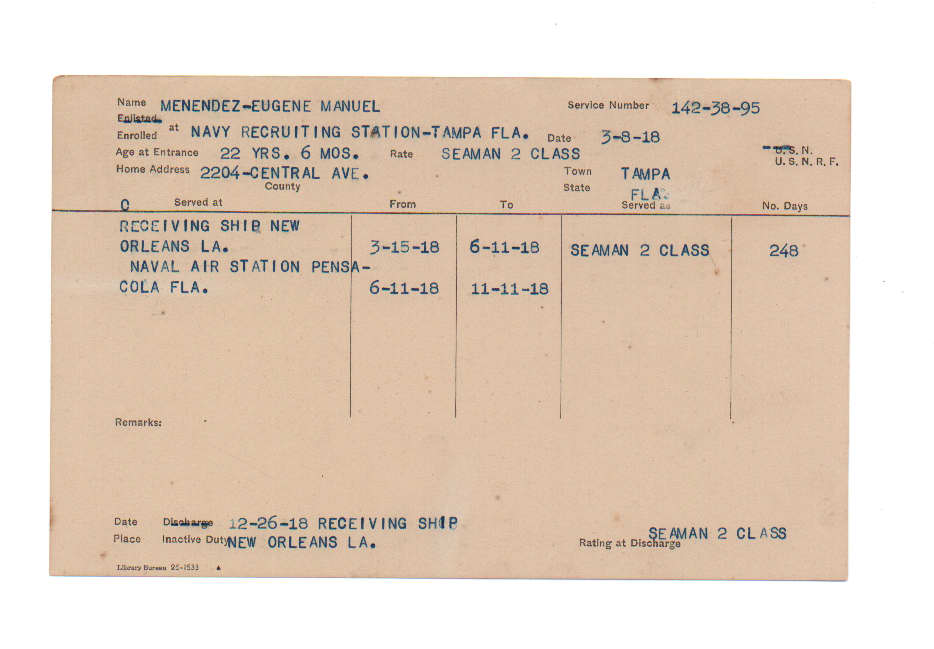 Name MENENDEZ-EUGENE MANUEL Service Number 142-38-95
Enlisted
Enrolled at NAVY RECRUITING STATION-TAMPA FLA. Date 3-8-18
Age at Entrance 22 YRS. 6 MOS. Rate SEAMAN 2 CLASS U. S. N.
U. S. N. R. F.
Home Address 2204-CENTRAL AVE. Town TAMPA
County State FLA.
C Served at From To Served as No. Days
RECEIVING SHIP NEW
ORLEANS LA. 3-15-18 6-11-18 SEAMAN 2 CLASS 248
NAVAL AIR STATION PENSA-
COLA FLA. 6-11-18 11-11-18
Remarks:
Date Discharge 12-26-18 RECEIVING SHIP
Place Inactive Duty NEW ORLEANS LA. Rating at Discharge SEAMAN 2 CLASS
Library Bureau 25-1533